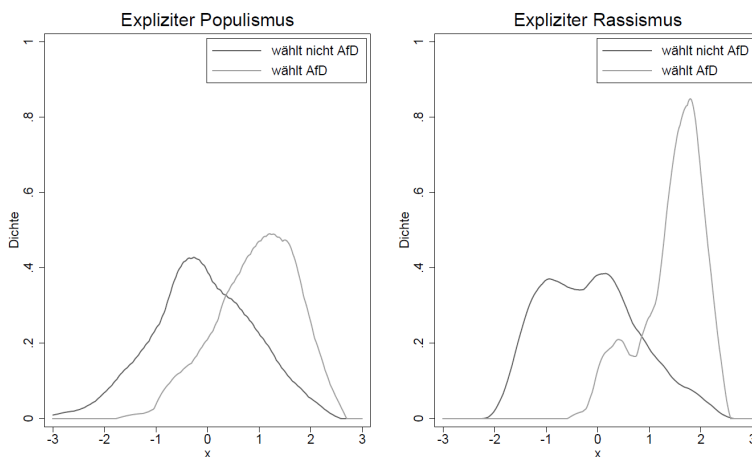 Expliziter Populismus
wählt nicht AfD
wählt AfD
1
.8
.6
.4
.2
0
Dichte
-3 -2 -1 0 1 2 3
x
Expliziter Rassismus
wählt nicht AfD
wählt AfD
1
.8
.6
.4
.2
0
Dichte
-3 -2 -1 0 1 2 3
x